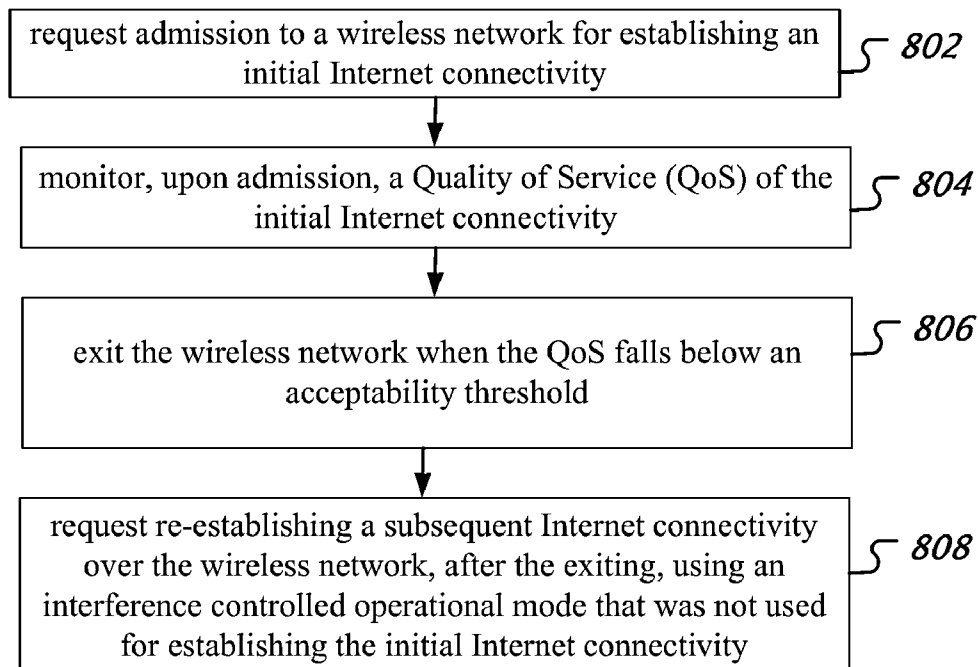 request admission to a wireless network for establishing an
initial Internet connectivity
802
monitor, upon admission, a Quality of Service (QoS) of the
initial Internet connectivity
804
exit the wireless network when the QoS falls below an
acceptability threshold
806
request re-establishing a subsequent Internet connectivity
over the wireless network, after the exiting, using an
interference controlled operational mode that was not used
for establishing the initial Internet connectivity
808